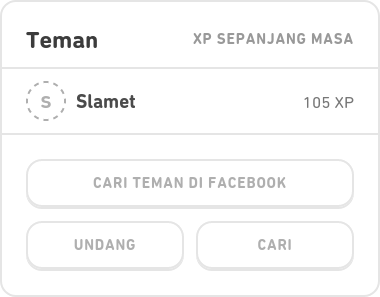 Teman XP SEPANJANG MASA
S Slamet 105 XP
CARI TEMAN DI FACEBOOK
UNDANG CARI